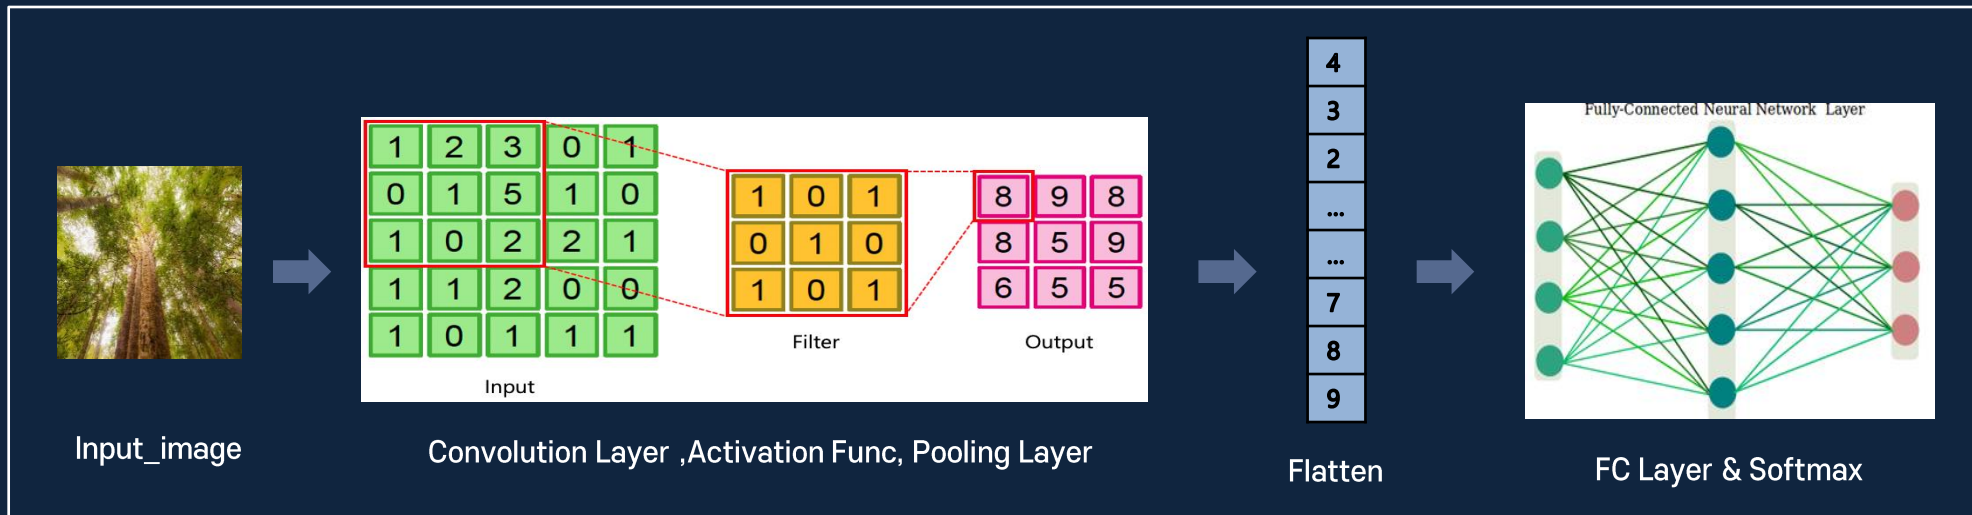 1 2 3 0 1
0 1 5 1 0
1 0 2 2 1
1 1 2 0 0
1 0 1 1 1
Input
1 0 1
0 1 0
1 0 1
Filter
8 9 8
8 5 9
6 5 5
Output
4
3
2
...
...
7
8
9
Fully-Connected Neural Network Layer
Input_image
Convolution Layer ,Activation Func, Pooling Layer
Flatten
FC Layer & Softmax